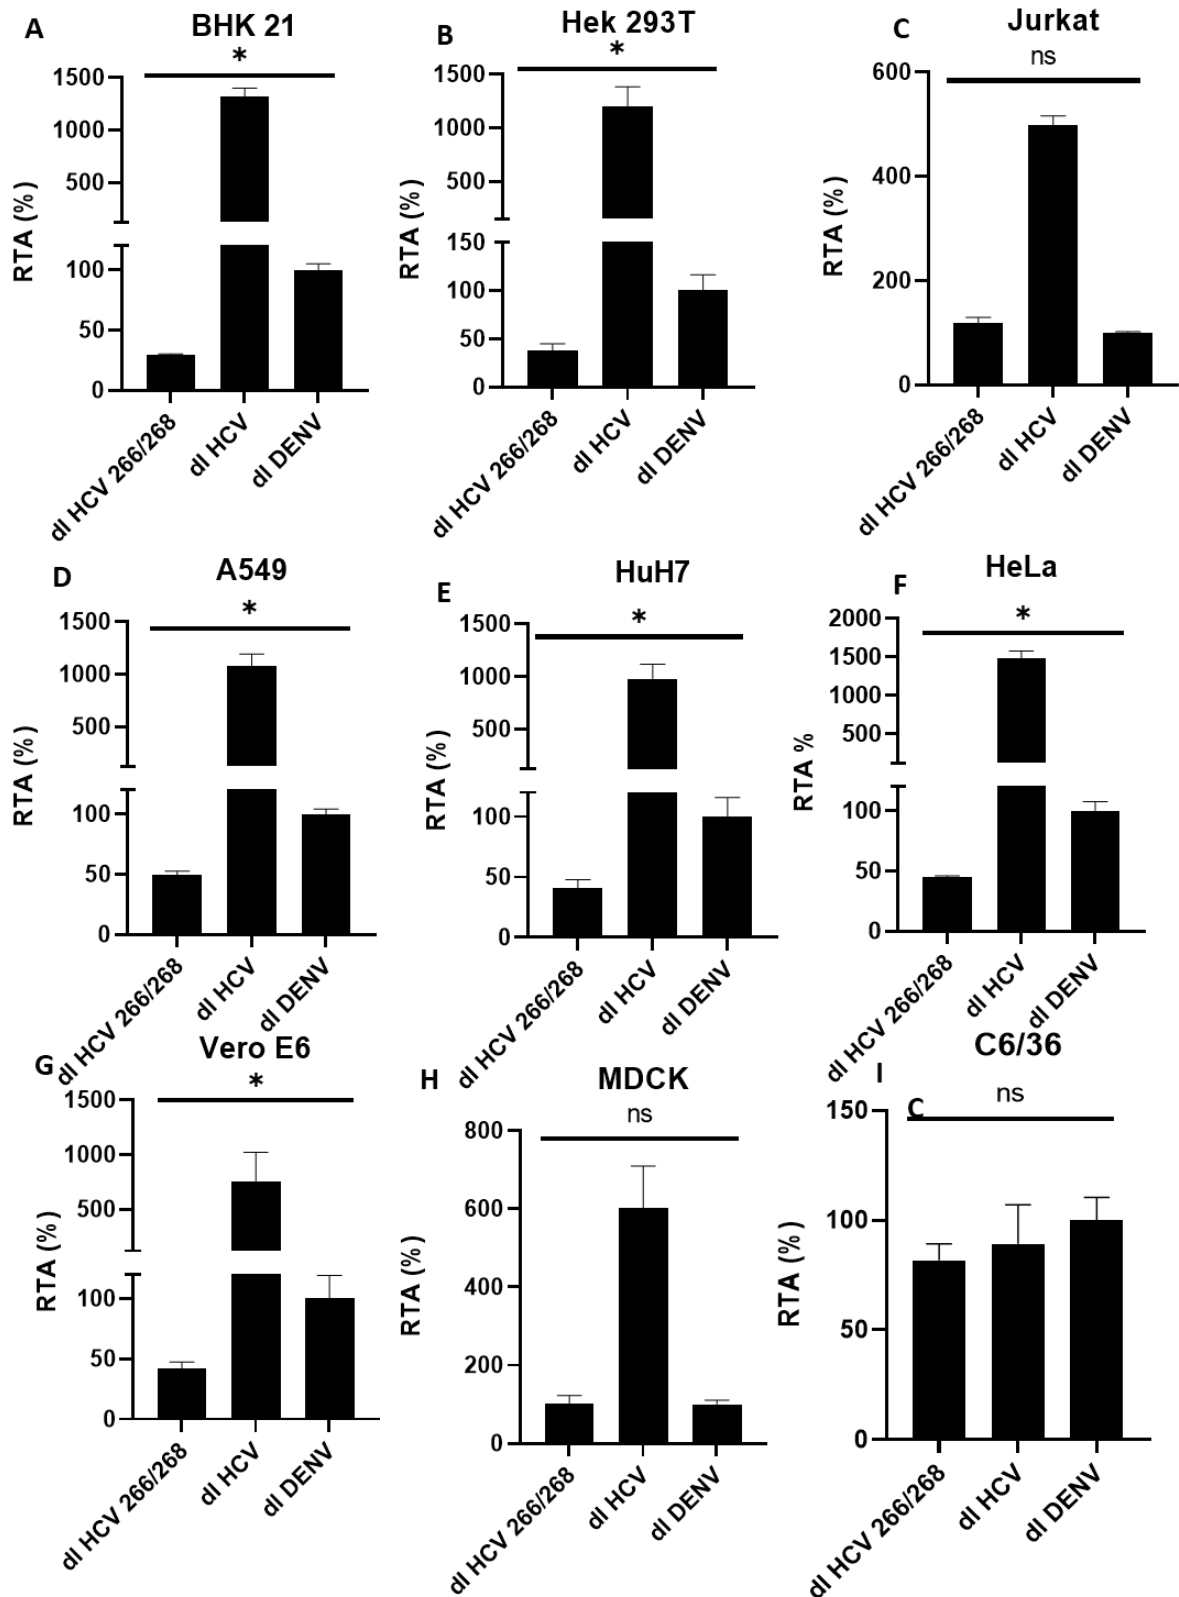 A
BHK 21
*
1500
1000
500
100
50
0
RTA (%)
dl HCV 266/268
dl HCV
dl DENV
B
Hek 293T
*
1500
1000
500
150
100
50
0
RTA (%)
dl HCV 266/268
dl HCV
dl DENV
C
Jurkat
ns
600
400
200
0
RTA (%)
dl HCV 266/268
dl HCV
dl DENV
D
A549
*
1500
1000
500
100
50
0
RTA (%)
dl HCV 266/268
dl HCV
dl DENV
E
HuH7
*
1500
1000
500
100
50
0
RTA (%)
dl HCV 266/268
dl HCV
dl DENV
F
HeLa
*
2000
1500
1000
500
100
50
0
RTA %
dl HCV 266/268
dl HCV
dl DENV
G
Vero E6
*
1500
1000
500
100
50
0
RTA (%)
dl HCV 266/268
dl HCV
dl DENV
H
MDCK
ns
800
600
400
200
0
RTA (%)
dl HCV 266/268
dl HCV
dl DENV
I
C6/36
ns
C
150
100
50
0
RTA (%)
dl HCV 266/268
dl HCV
dl DENV